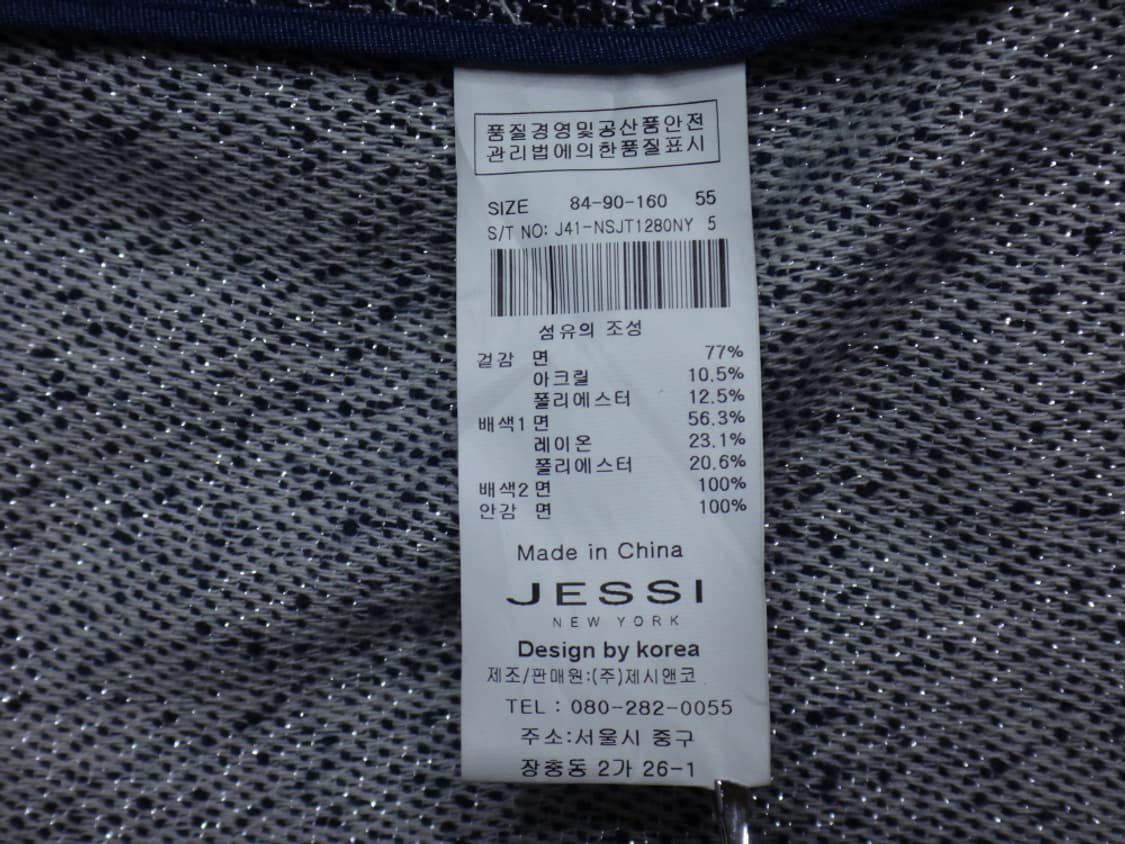 품질경영및공산품안전
관리법에의한품질표시
SIZE 84-90-160 55
S/T NO: J41-NSJT1280NY 5
섬유의 조성
겉감 면 77%
아크릴 10.5%
폴리에스터 12.5%
배색1 면 56.3%
레이온 23.1%
폴리에스터 20.6%
배색2 면 100%
안감 면 100%
Made in China
JESSI
NEW YORK
Design by korea
제조/판매원:(주)제시앤코
TEL : 080-282-0055
주소:서울시 중구
장충동 2가 26-1